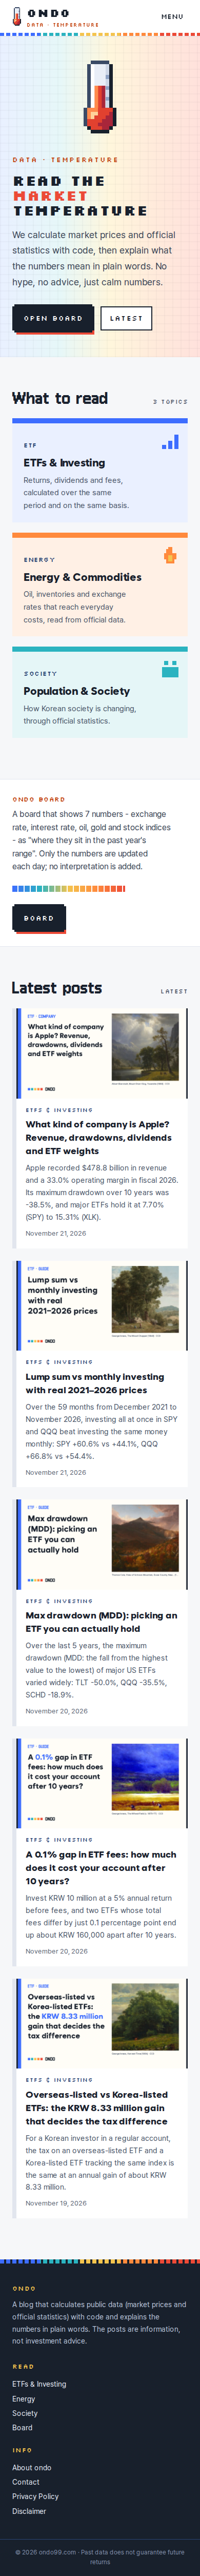 ONDO
DATA · TEMPERATURE
MENU
DATA · TEMPERATURE
READ THE
MARKET
TEMPERATURE
We calculate market prices and official
statistics with code, then explain what
the numbers mean in plain words. No
hype, no advice, just calm numbers.
OPEN BOARD
LATEST
What to read
3 TOPICS
ETF
ETFs & Investing
Returns, dividends and fees,
calculated over the same
period and on the same basis.
ENERGY
Energy & Commodities
Oil, inventories and exchange
rates that reach everyday
costs, read from official data.
SOCIETY
Population & Society
How Korean society is changing,
through official statistics.
ONDO BOARD
A board that shows 7 numbers - exchange
rate, interest rate, oil, gold and stock indices
- as "where they sit in the past year's
range". Only the numbers are updated
each day; no interpretation is added.
BOARD
Latest posts
LATEST
ETF · COMPANY
What kind of company
is Apple? Revenue,
drawdowns, dividends
and ETF weights
ONDO
ETFS & INVESTING
What kind of company is Apple?
Revenue, drawdowns, dividends
and ETF weights
Apple recorded $478.8 billion in revenue
and a 33.0% operating margin in fiscal 2026.
Its maximum drawdown over 10 years was
-38.5%, and major ETFs hold it at 7.70%
(SPY) to 15.31% (XLK).
November 21, 2026
ETF · GUIDE
Lump sum vs
monthly investing
with real
2021–2026 prices
ONDO
ETFS & INVESTING
Lump sum vs monthly investing
with real 2021–2026 prices
Over the 59 months from December 2021 to
November 2026, investing all at once in SPY
and QQQ beat investing the same money
monthly: SPY +60.6% vs +44.1%, QQQ
+66.8% vs +54.4%.
November 21, 2026
ETF · GUIDE
Max drawdown
(MDD): picking an
ETF you can
actually hold
ONDO
ETFS & INVESTING
Max drawdown (MDD): picking an
ETF you can actually hold
Over the last 5 years, the maximum
drawdown (MDD: the fall from the highest
value to the lowest) of major US ETFs
varied widely: TLT -50.0%, QQQ -35.5%,
SCHD -18.9%.
November 20, 2026
ETF · GUIDE
A 0.1% gap in ETF
fees: how much does
it cost your account
after 10 years?
ONDO
ETFS & INVESTING
A 0.1% gap in ETF fees: how much
does it cost your account after
10 years?
Invest KRW 10 million at a 5% annual return
before fees, and two ETFs whose total
fees differ by just 0.1 percentage point end
up about KRW 160,000 apart after 10 years.
November 20, 2026
ETF · GUIDE
Overseas-listed vs
Korea-listed ETFs:
the KRW 8.33 million
gain that decides the
tax difference
ONDO
ETFS & INVESTING
Overseas-listed vs Korea-listed
ETFs: the KRW 8.33 million gain
that decides the tax difference
For a Korean investor in a regular account,
the tax on an overseas-listed ETF and a
Korea-listed ETF tracking the same index is
the same at an annual gain of about KRW
8.33 million.
November 19, 2026
ONDO
A blog that calculates public data (market prices and
official statistics) with code and explains the
numbers in plain words. The posts are information,
not investment advice.
READ
ETFs & Investing
Energy
Society
Board
INFO
About ondo
Contact
Privacy Policy
Disclaimer
© 2026 ondo99.com · Past data does not guarantee future
returns